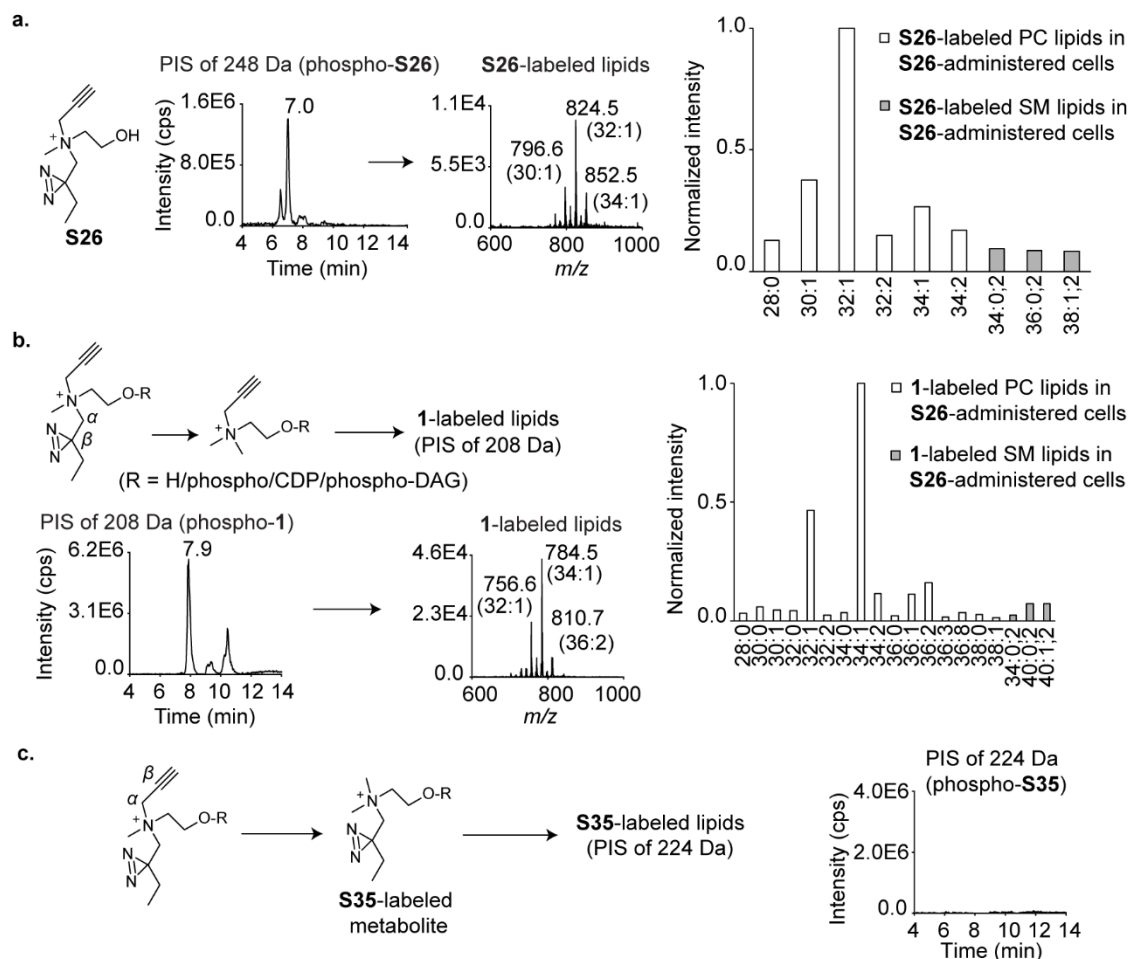 a.
PIS of 248 Da (phospho-S26)
S26-labeled lipids
N
+
OH
N
N
S26
Intensity (cps)
1.6E6
8.0E5
0.0
7.0
4 6 8 10 12 14
Time (min)
1.1E4
5.5E3
0.0
824.5
(32:1)
796.6
(30:1)
852.5
(34:1)
600 800 1000
m/z
Normalized intensity
1.0
0.5
0.0
S26-labeled PC lipids in
S26-administered cells
S26-labeled SM lipids in
S26-administered cells
28:0 30:1 32:1 32:2 34:1 34:2 34:0;2 36:0;2 38:1;2
b.
+
N
O-R
α
β
N
N
+
N
O-R
1-labeled lipids
(PIS of 208 Da)
(R = H/phospho/CDP/phospho-DAG)
PIS of 208 Da (phospho-1)
1-labeled lipids
Intensity (cps)
6.2E6
3.1E6
0.0
7.9
4 6 8 10 12 14
Time (min)
4.6E4
2.3E4
0.0
784.5
(34:1)
756.6
(32:1)
810.7
(36:2)
600 800 1000
m/z
Normalized intensity
1.0
0.5
0.0
1-labeled PC lipids in
S26-administered cells
1-labeled SM lipids in
S26-administered cells
28:0 30:0 30:1 32:0 32:1 32:2 34:0 34:1 34:2 36:0 36:1 36:2 36:3 36:8 38:0 38:1 34:0;2 40:0;2 40:1;2
c.
β
α
+
N
O-R
N
N
+
N
O-R
N
N
S35-labeled
metabolite
S35-labeled lipids
(PIS of 224 Da)
PIS of 224 Da
(phospho-S35)
Intensity (cps)
4.0E6
2.0E6
0.0
4 6 8 10 12 14
Time (min)